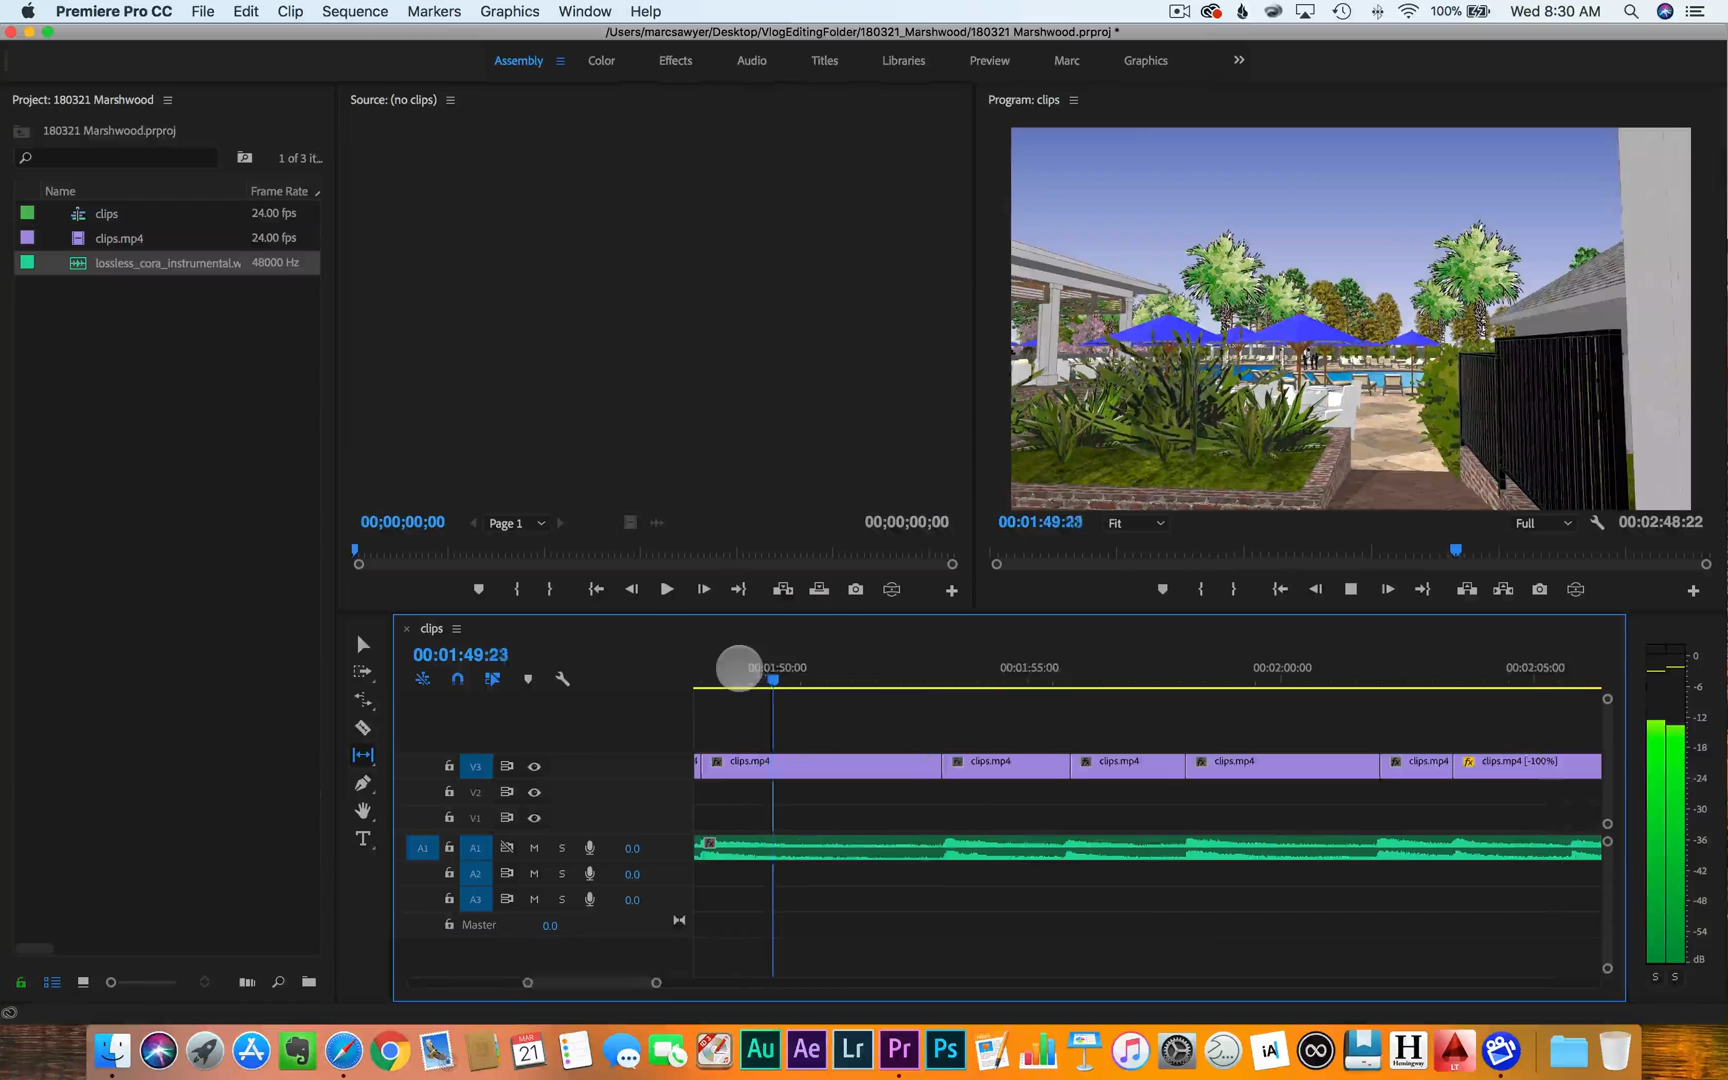 Premiere Pro CC File Edit Clip Sequence Markers Graphics Window Help 100% Wed 8:30 AM
/Users/marcsawyer/Desktop/VlogEditingFolder/180321_Marshwood/180321 Marshwood.prproj *
Assembly Color Effects Audio Titles Libraries Preview Marc Graphics
Project: 180321 Marshwood
Source: (no clips)
Program: clips
180321 Marshwood.prproj
1 of 3 it...
Name Frame Rate
clips 24.00 fps
clips.mp4 24.00 fps
lossless_cora_instrumental.w 48000 Hz
00;00;00;00 Page 1 00;00;00;00
00:01:49:23 Fit Full 00:02:48:22
clips
00:01:49:23
00:01:50:00 00:01:55:00 00:02:00:00 00:02:05:00
V3 clips.mp4 clips.mp4 clips.mp4 clips.mp4 clips.mp4 clips.mp4 [-100%]
V2
V1
A1 A1 M S 0.0
A2 M S 0.0
A3 M S 0.0
Master 0.0
0
-6
-12
-18
-24
-30
-36
-42
-48
-54
dB
S S
MAR
21
Au Ae Lr Pr Ps iA H
Hemingway
LT